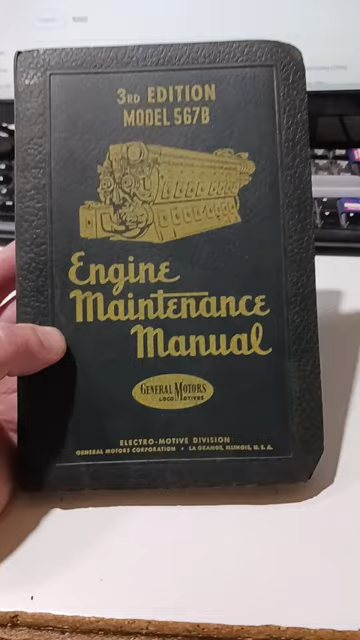 3RD EDITION
MODEL 567B
Engine
Maintenance
Manual
GENERAL MOTORS
LOCOMOTIVES
ELECTRO-MOTIVE DIVISION
GENERAL MOTORS CORPORATION • LA GRANGE, ILLINOIS, U.S.A.